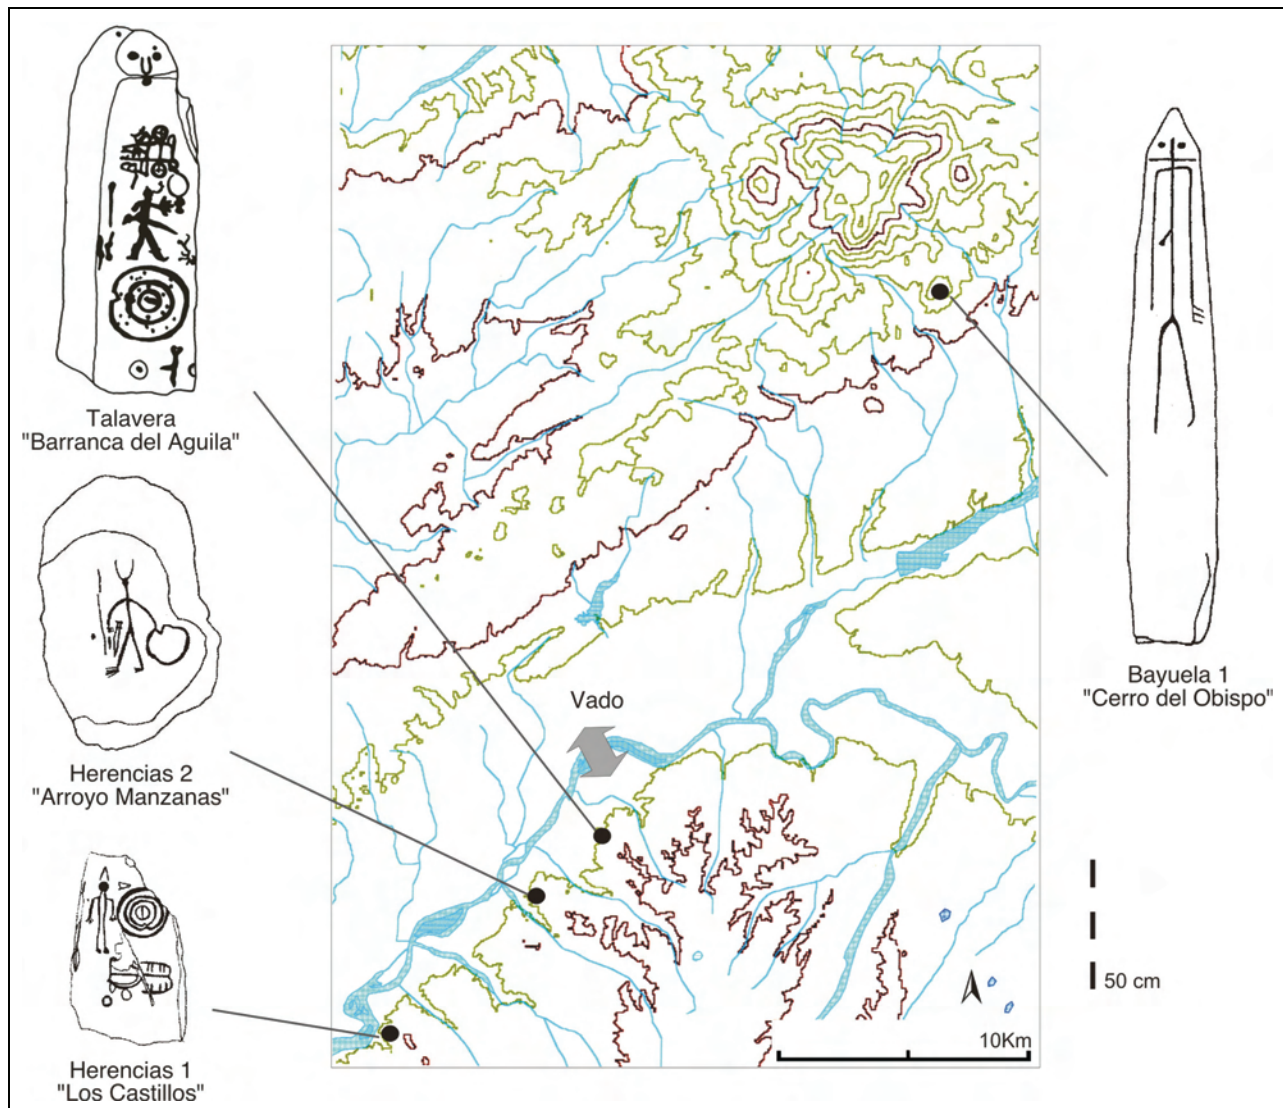 Talavera
"Barranca del Aguila"
Herencias 2
"Arroyo Manzanas"
Herencias 1
"Los Castillos"
Vado
Bayuela 1
"Cerro del Obispo"
50 cm
10Km